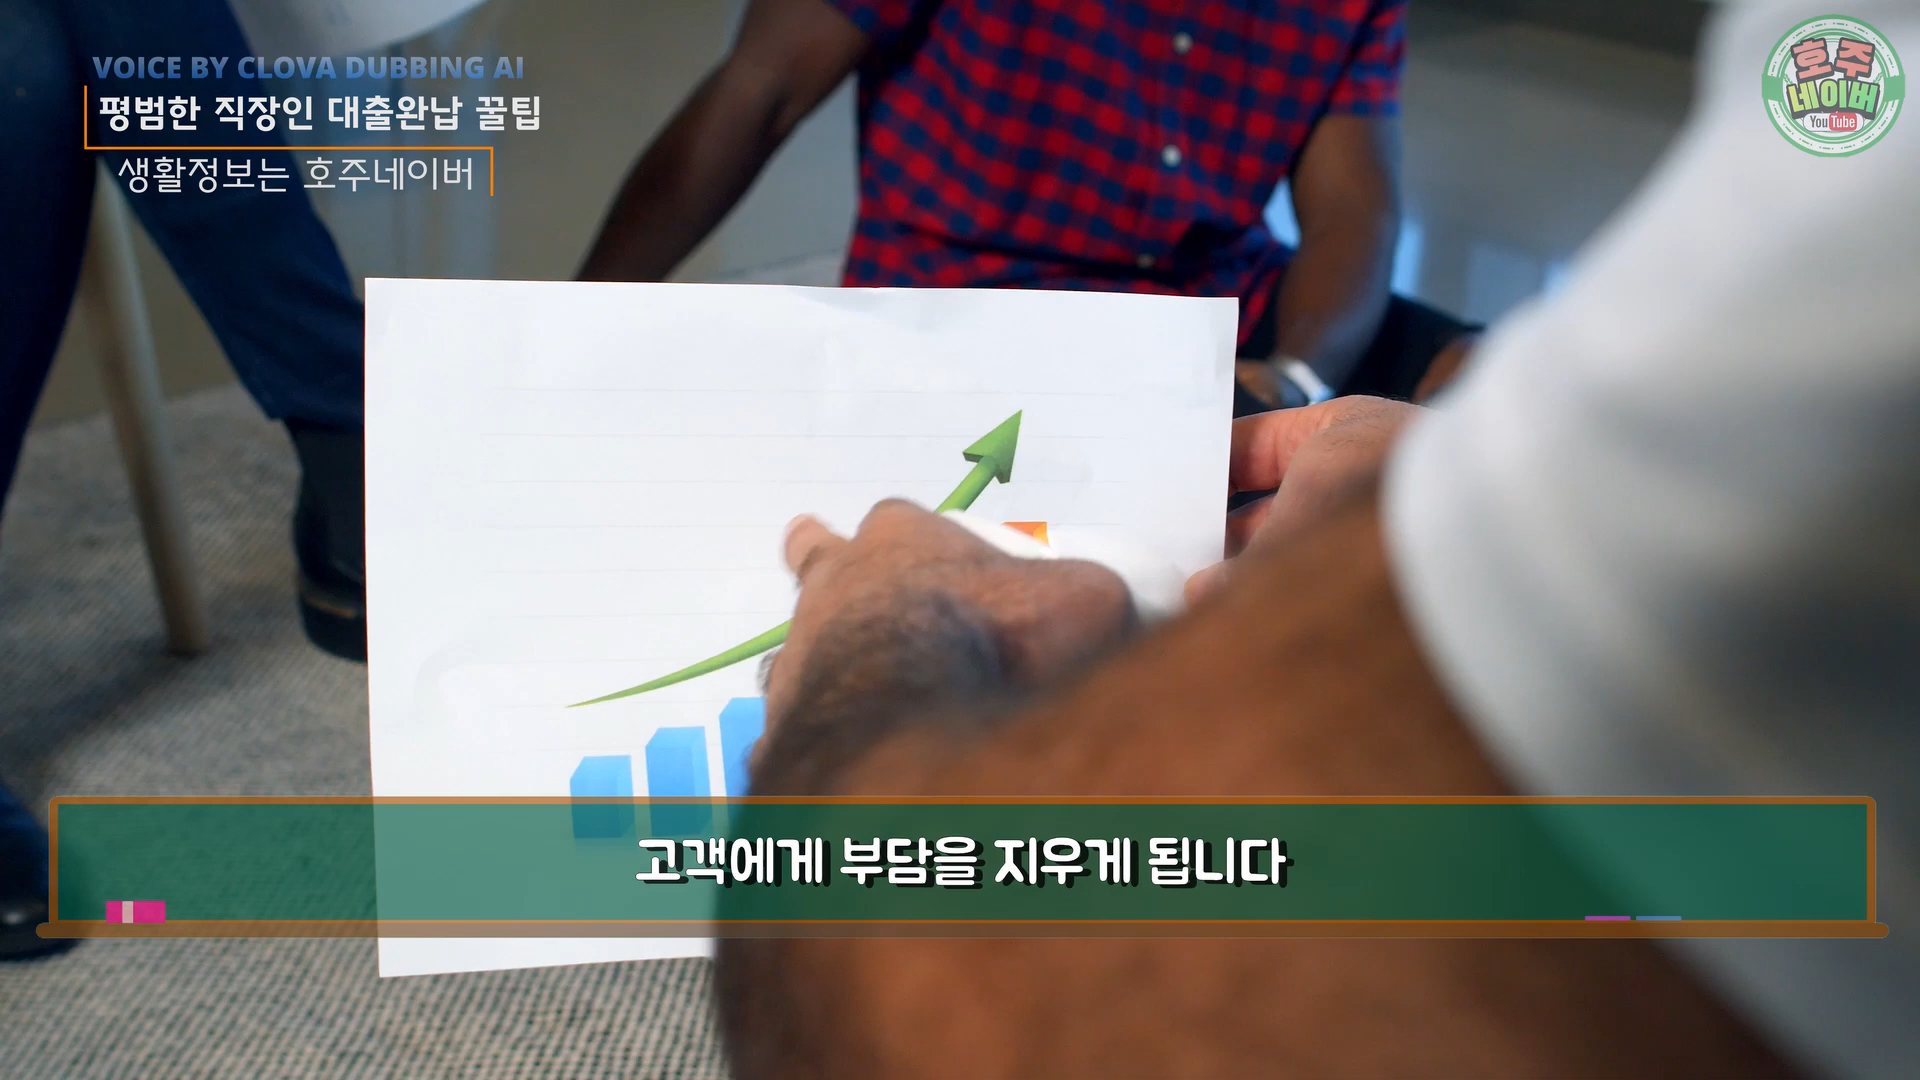 VOICE BY CLOVA DUBBING AI
평범한 직장인 대출완납 꿀팁
생활정보는 호주네이버
호주
네이버
YouTube
고객에게 부담을 지우게 됩니다